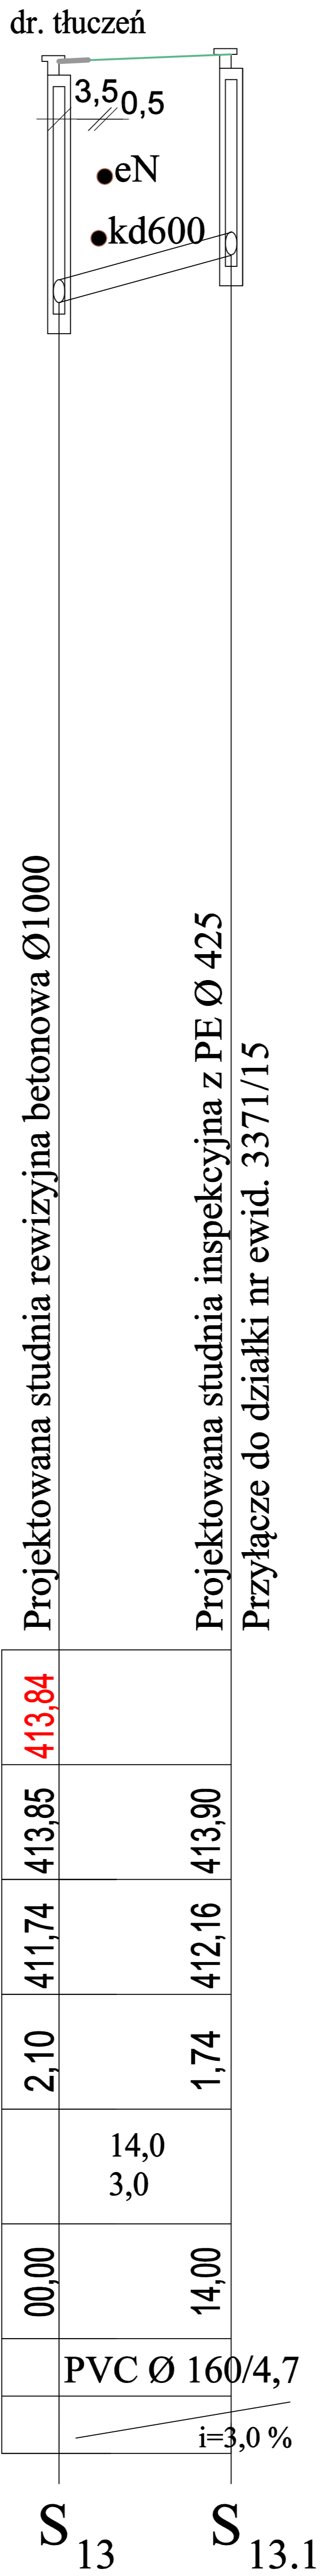 dr. tłuczeń
3,5 0,5
eN
kd600
Projektowana studnia rewizyjna betonowa Ø1000
Projektowana studnia inspekcyjna z PE Ø 425
Przyłącze do działki nr ewid. 3371/15
413,84
413,85 413,90
411,74 412,16
2,10 1,74
14,0
3,0
00,00 14,00
PVC Ø 160/4,7
i=3,0 %
S13 S13.1